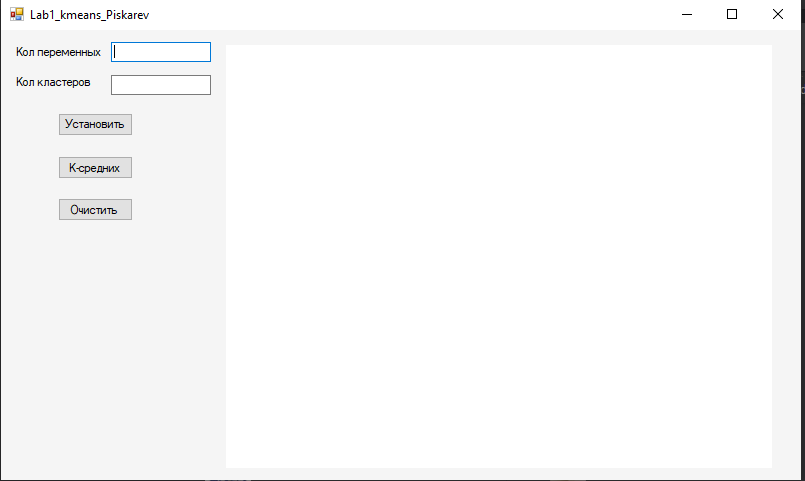 Lab1_kmeans_Piskarev
Кол переменных
Кол кластеров
Установить
К-средних
Очистить